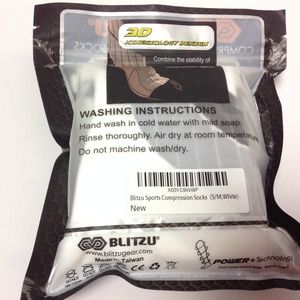 3D
KINESIOLOGY DESIGN
Combine the stability of
WASHING INSTRUCTIONS
Hand wash in cold water with mild soap.
Rinse thoroughly. Air dry at room temperature
Do not machine wash/dry.
Blitzu Sports Compression Socks (S/M,White)
New
BLITZU
www.blitzugear.com
Made in Taiwan
POWER+Technology